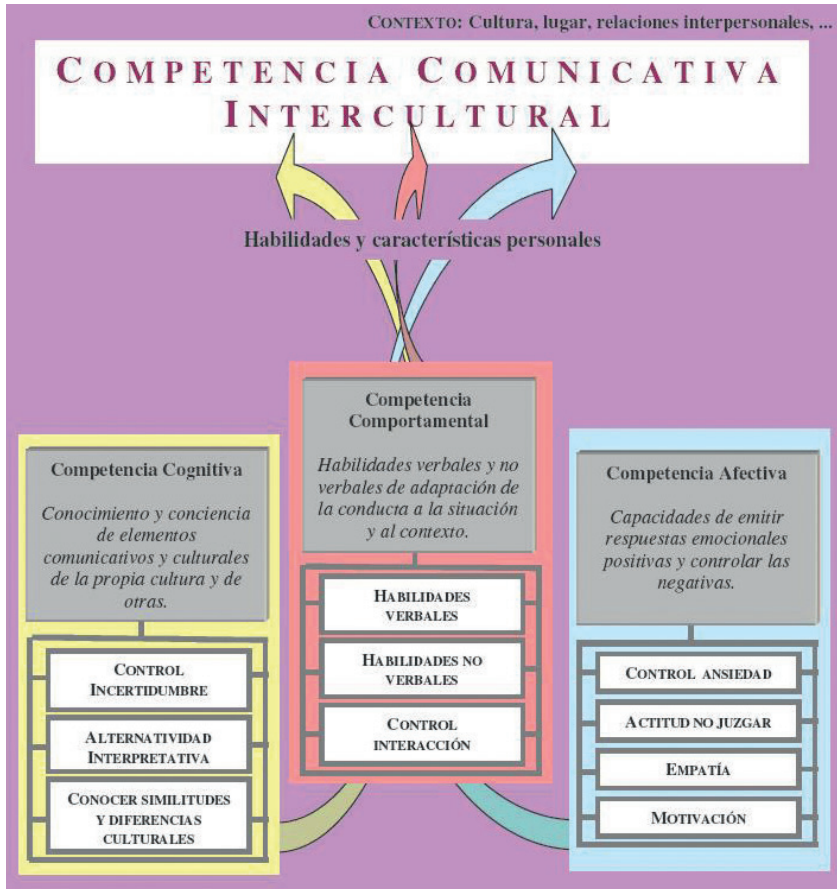 CONTEXTO: Cultura, lugar, relaciones interpersonales, ...
COMPETENCIA COMUNICATIVA
INTERCULTURAL
Habilidades y características personales
Competencia Cognitiva
Conocimiento y conciencia
de elementos
comunicativos y culturales
de la propia cultura y de
otras.
CONTROL
INCERTIDUMBRE
ALTERNATIVIDAD
INTERPRETATIVA
CONOCER SIMILITUDES
Y DIFERENCIAS
CULTURALES
Competencia
Comportamental
Habilidades verbales y no
verbales de adaptación de
la conducta a la situación
y al contexto.
HABILIDADES
VERBALES
HABILIDADES NO
VERBALES
CONTROL
INTERACCIÓN
Competencia Afectiva
Capacidades de emitir
respuestas emocionales
positivas y controlar las
negativas.
CONTROL ANSIEDAD
ACTITUD NO JUZGAR
EMPATÍA
MOTIVACIÓN